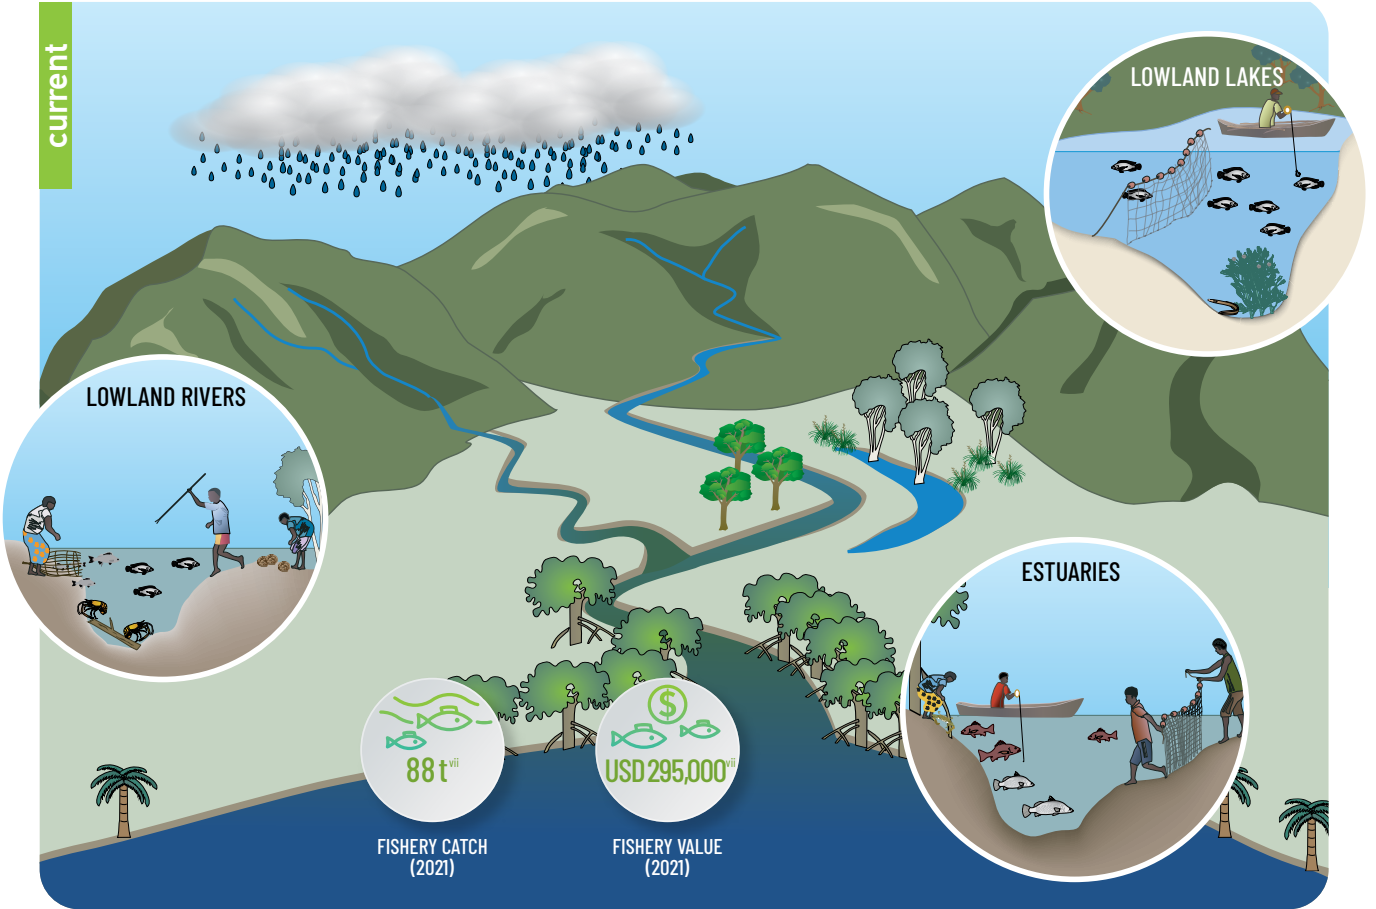 current
LOWLAND LAKES
LOWLAND RIVERS
ESTUARIES
88 t vii
USD 295,000 vii
FISHERY CATCH
(2021)
FISHERY VALUE
(2021)
$